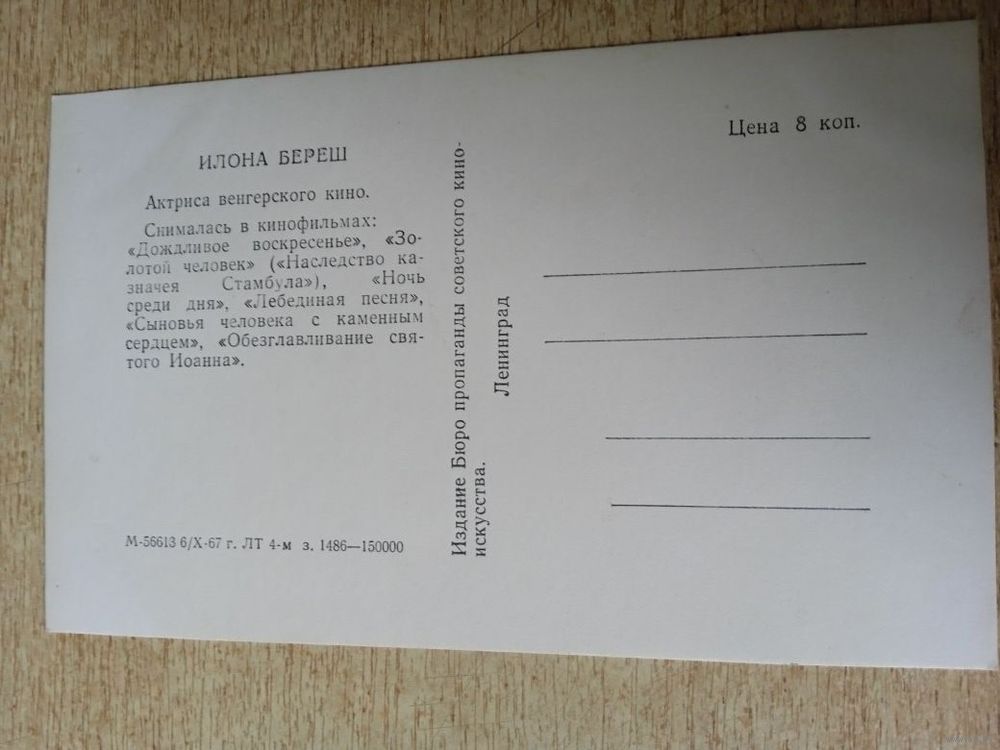 ИЛОНА БЕРЕШ
Актриса венгерского кино.
Снималась в кинофильмах:
«Дождливое воскресенье», «Зо-
лотой человек» («Наследство ка-
значея Стамбула»), «Ночь
среди дня», «Лебединая песня»,
«Сыновья человека с каменным
сердцем», «Обезглавливание свя-
того Иоанна».
М-56613 6/X-67 г. ЛТ 4-м з. 1486—150000
Издание Бюро пропаганды советского кино-
искусства.
Ленинград
Цена 8 коп.